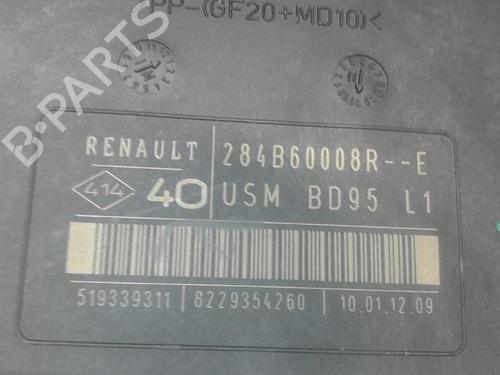 PP-(GF20+MD10)<
RENAULT 284B60008R--E
414 40 USM BD95 L1
519339311 8229354260 10.01.12.09
B-PARTS